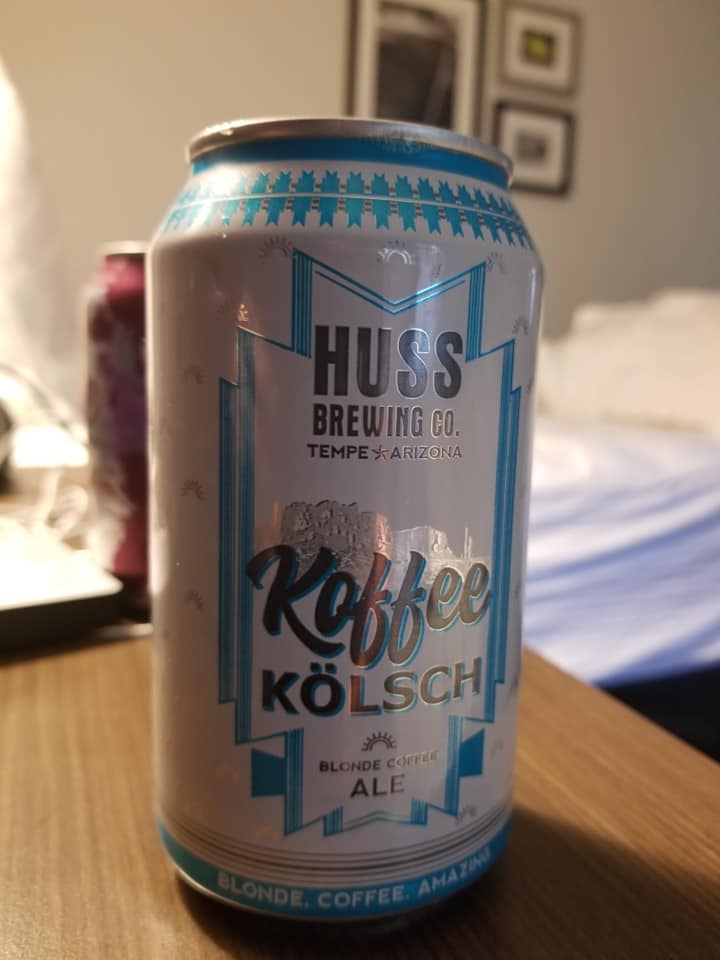 HUSS
BREWING CO.
TEMPE ARIZONA
Koffee
KÖLSCH
BLONDE COFFEE
ALE
BLONDE. COFFEE. AMAZING.